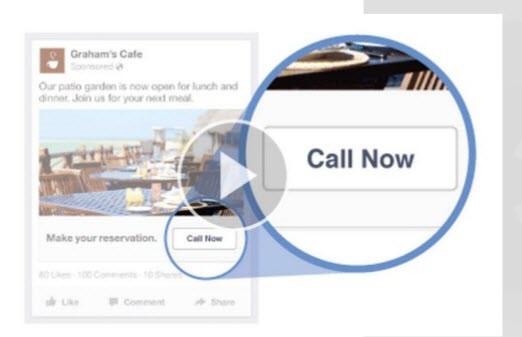 Graham's Cafe
Sponsored
Our patio garden is now open for lunch and
dinner. Join us for your next meal.
Make your reservation. Call Now
Call Now
60 Likes · 100 Comments · 10 Shares
Like Comment Share